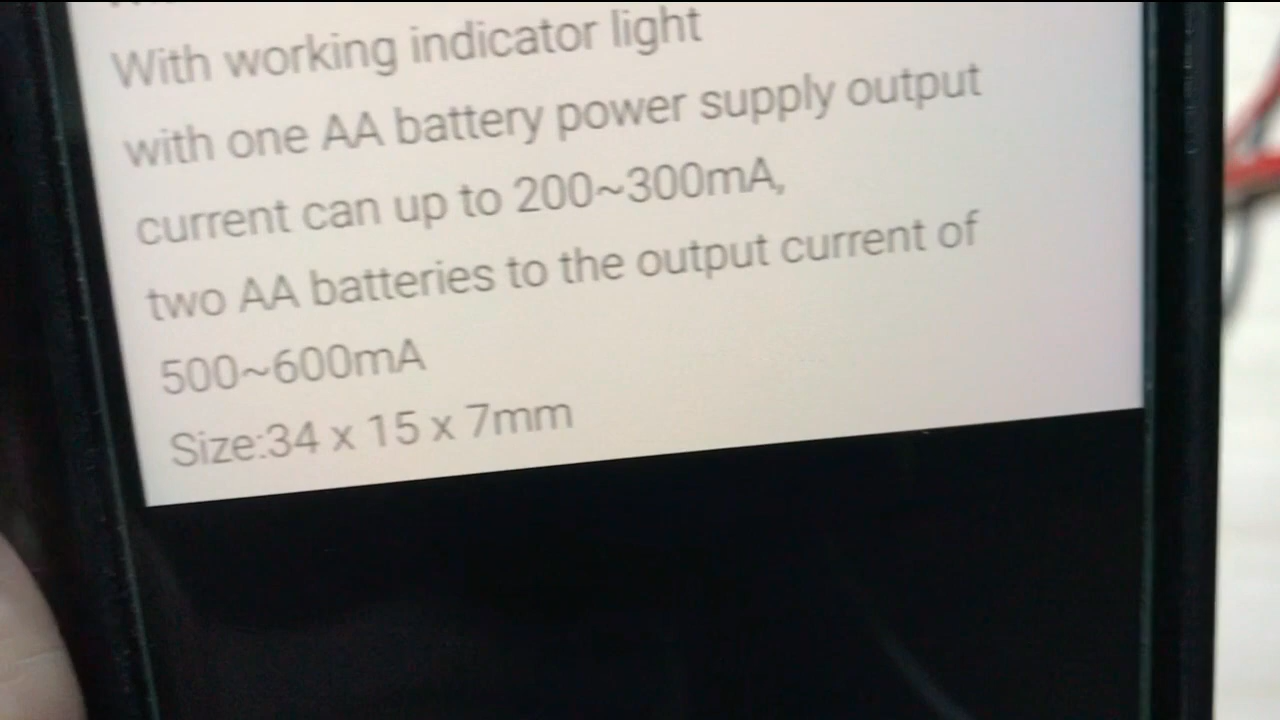 With working indicator light
with one AA battery power supply output
current can up to 200~300mA,
two AA batteries to the output current of
500~600mA
Size:34 x 15 x 7mm